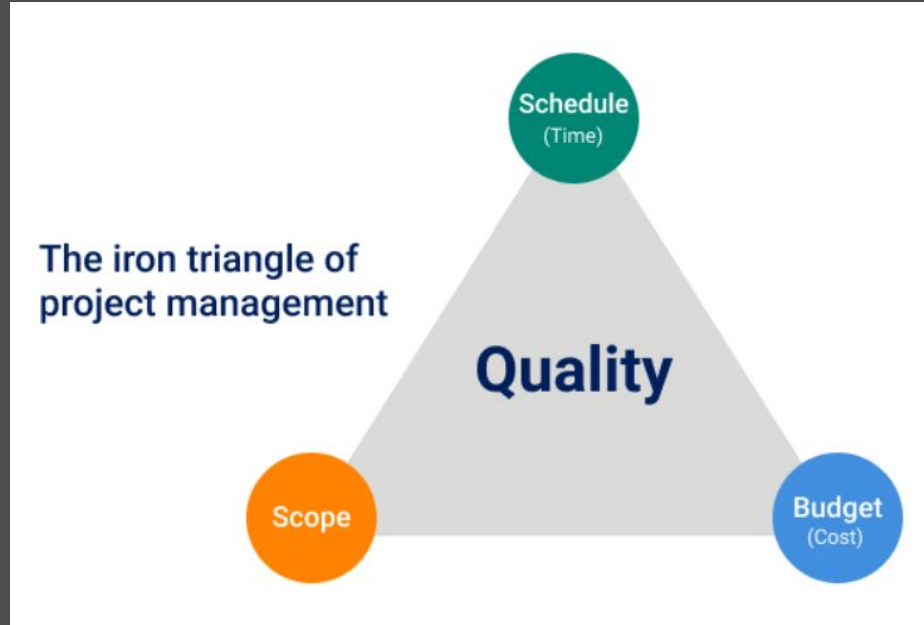 Schedule
(Time)
The iron triangle of
project management
Quality
Scope
Budget
(Cost)